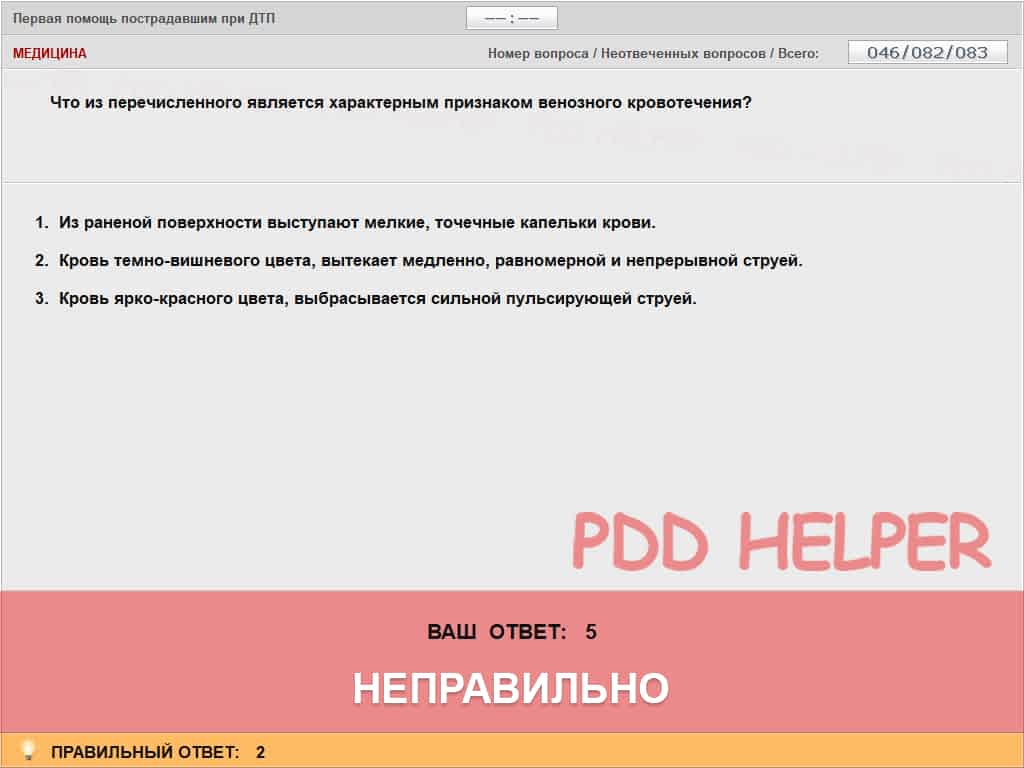 Первая помощь пострадавшим при ДТП
—— : ——
МЕДИЦИНА
Номер вопроса / Неотвеченных вопросов / Всего:
046/082/083
Что из перечисленного является характерным признаком венозного кровотечения?
1. Из раненой поверхности выступают мелкие, точечные капельки крови.
2. Кровь темно-вишневого цвета, вытекает медленно, равномерной и непрерывной струей.
3. Кровь ярко-красного цвета, выбрасывается сильной пульсирующей струей.
PDD HELPER
ВАШ ОТВЕТ: 5
НЕПРАВИЛЬНО
ПРАВИЛЬНЫЙ ОТВЕТ: 2